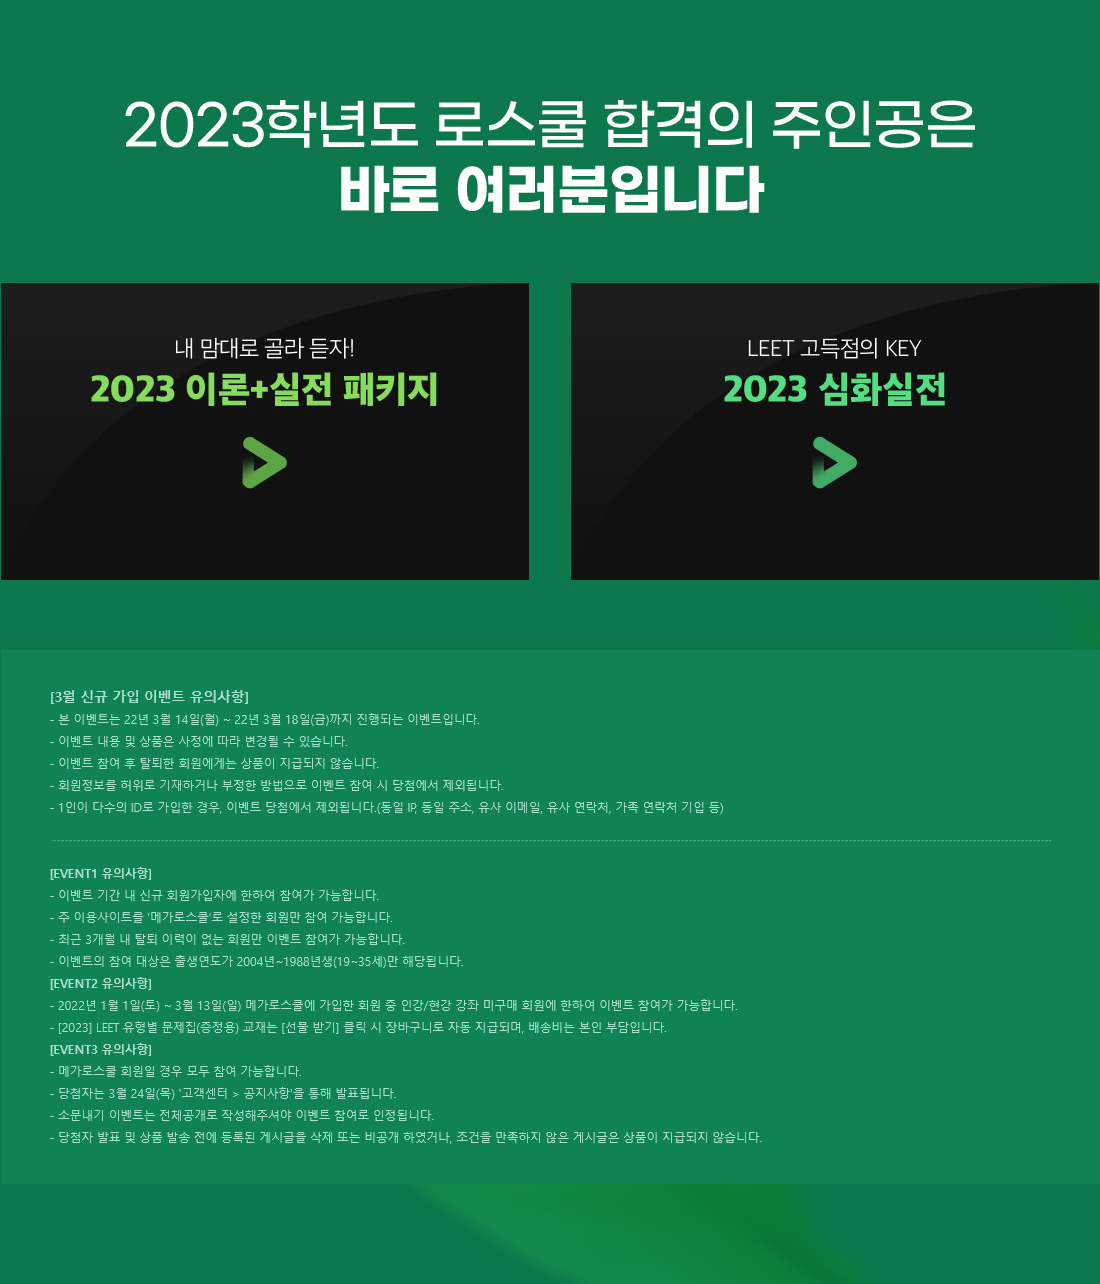 2023학년도 로스쿨 합격의 주인공은
바로 여러분입니다
내 맘대로 골라 듣자!
2023 이론+실전 패키지
LEET 고득점의 KEY
2023 심화실전
[3월 신규 가입 이벤트 유의사항]
- 본 이벤트는 22년 3월 14일(월) ~ 22년 3월 18일(금)까지 진행되는 이벤트입니다.
- 이벤트 내용 및 상품은 사정에 따라 변경될 수 있습니다.
- 이벤트 참여 후 탈퇴한 회원에게는 상품이 지급되지 않습니다.
- 회원정보를 허위로 기재하거나 부정한 방법으로 이벤트 참여 시 당첨에서 제외됩니다.
- 1인이 다수의 ID로 가입한 경우, 이벤트 당첨에서 제외됩니다.(동일 IP, 동일 주소, 유사 이메일, 유사 연락처, 가족 연락처 기입 등)
[EVENT1 유의사항]
- 이벤트 기간 내 신규 회원가입자에 한하여 참여가 가능합니다.
- 주 이용사이트를 '메가로스쿨'로 설정한 회원만 참여 가능합니다.
- 최근 3개월 내 탈퇴 이력이 없는 회원만 이벤트 참여가 가능합니다.
- 이벤트의 참여 대상은 출생연도가 2004년~1988년생(19~35세)만 해당됩니다.
[EVENT2 유의사항]
- 2022년 1월 1일(토) ~ 3월 13일(일) 메가로스쿨에 가입한 회원 중 인강/현강 강좌 미구매 회원에 한하여 이벤트 참여가 가능합니다.
- [2023] LEET 유형별 문제집(증정용) 교재는 [선물 받기] 클릭 시 장바구니로 자동 지급되며, 배송비는 본인 부담입니다.
[EVENT3 유의사항]
- 메가로스쿨 회원일 경우 모두 참여 가능합니다.
- 당첨자는 3월 24일(목) '고객센터 > 공지사항'을 통해 발표됩니다.
- 소문내기 이벤트는 전체공개로 작성해주셔야 이벤트 참여로 인정됩니다.
- 당첨자 발표 및 상품 발송 전에 등록된 게시글을 삭제 또는 비공개 하였거나, 조건을 만족하지 않은 게시글은 상품이 지급되지 않습니다.